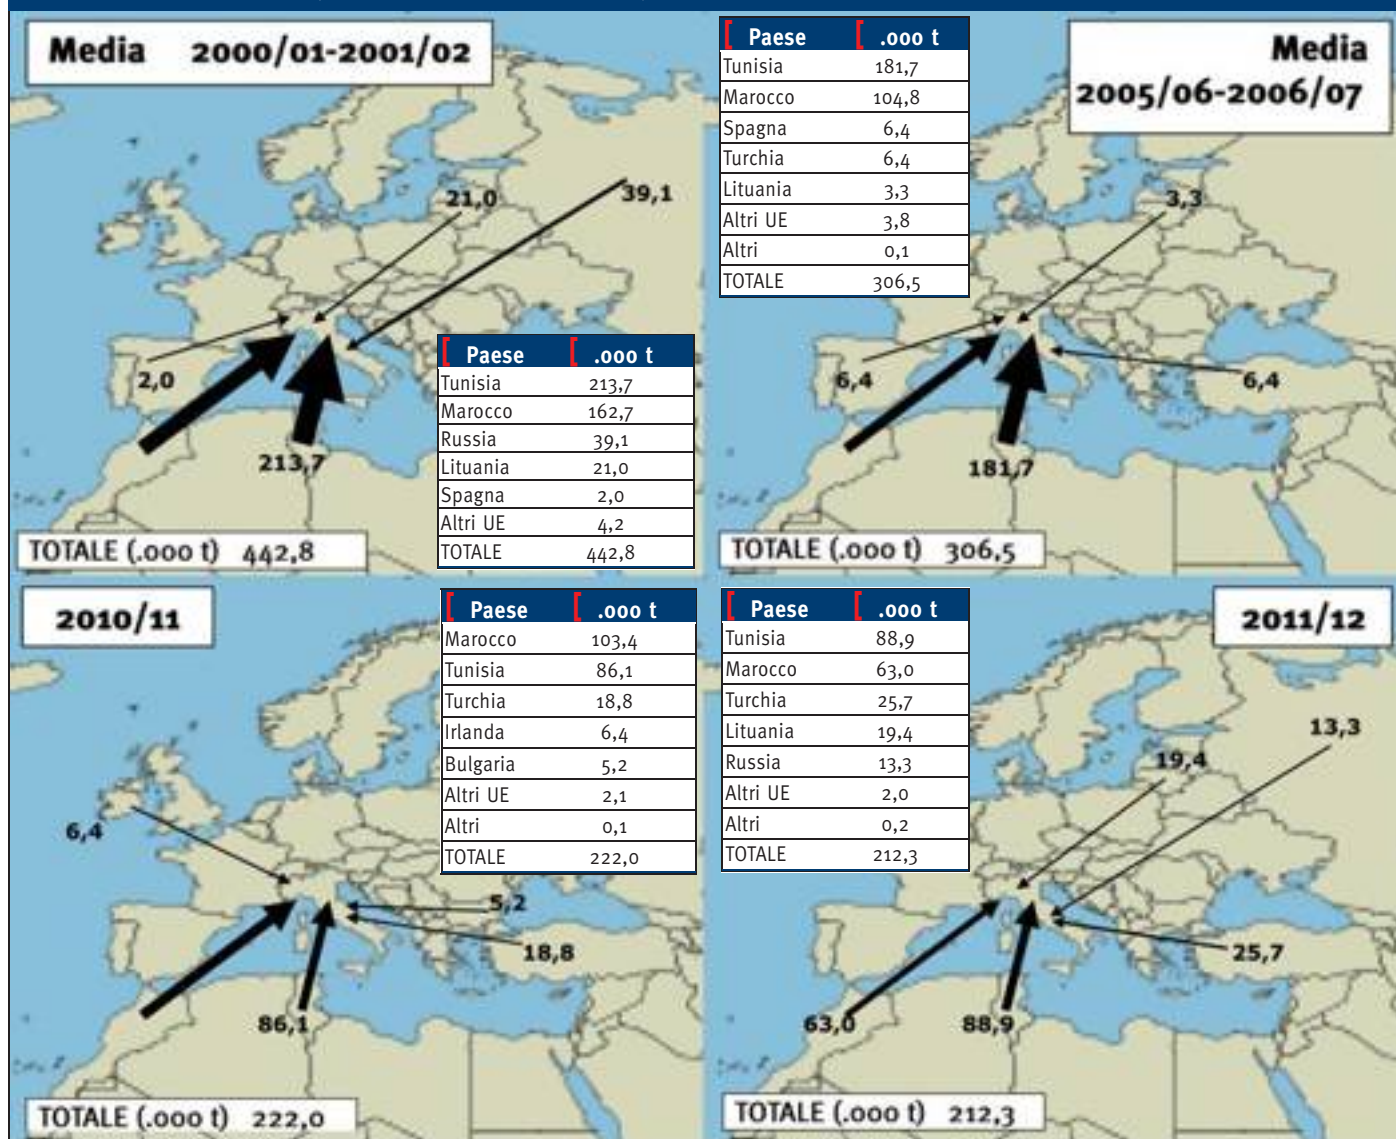 Media 2000/01-2001/02
21,0
39,1
2,0
213,7
Paese .000 t
Tunisia 213,7
Marocco 162,7
Russia 39,1
Lituania 21,0
Spagna 2,0
Altri UE 4,2
TOTALE 442,8
TOTALE (.000 t) 442,8
Paese .000 t
Tunisia 181,7
Marocco 104,8
Spagna 6,4
Turchia 6,4
Lituania 3,3
Altri UE 3,8
Altri 0,1
TOTALE 306,5
Media
2005/06-2006/07
3,3
6,4
6,4
181,7
TOTALE (.000 t) 306,5
2010/11
Paese .000 t
Marocco 103,4
Tunisia 86,1
Turchia 18,8
Irlanda 6,4
Bulgaria 5,2
Altri UE 2,1
Altri 0,1
TOTALE 222,0
6,4
5,2
18,8
86,1
TOTALE (.000 t) 222,0
Paese .000 t
Tunisia 88,9
Marocco 63,0
Turchia 25,7
Lituania 19,4
Russia 13,3
Altri UE 2,0
Altri 0,2
TOTALE 212,3
2011/12
13,3
19,4
25,7
63,0
88,9
TOTALE (.000 t) 212,3